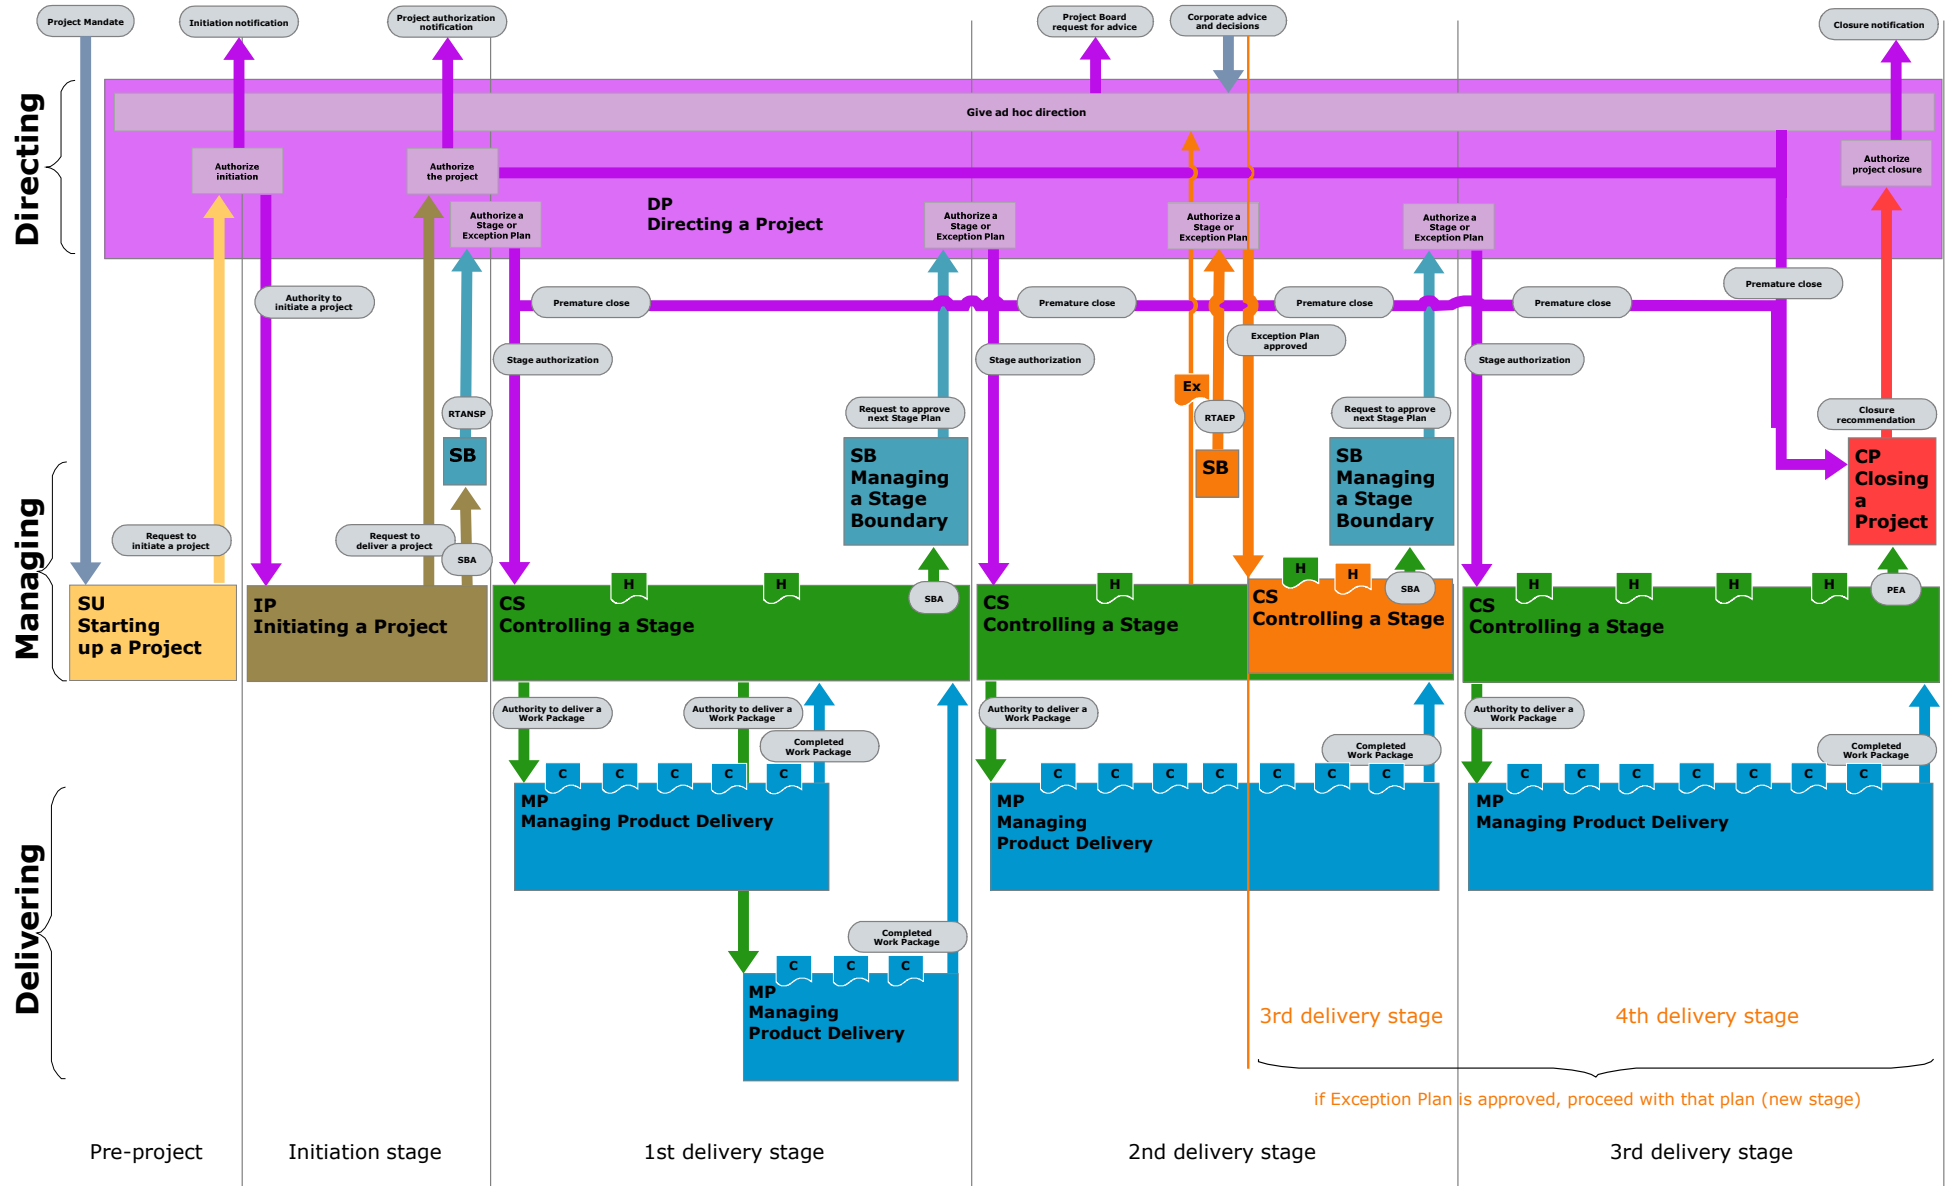 Project Mandate
Initiation notification
Project authorization
notification
Project Board
request for advice
Corporate advice
and decisions
Closure notification
Directing
Give ad hoc direction
Authorize
initiation
Authorize
the project
Authorize
project closure
DP
Directing a Project
Authorize a
Stage or
Exception Plan
Authorize a
Stage or
Exception Plan
Authorize a
Stage or
Exception Plan
Authorize a
Stage or
Exception Plan
Authority to
initiate a project
Premature close
Premature close
Premature close
Premature close
Premature close
Exception Plan
approved
Stage authorization
Stage authorization
Stage authorization
Ex
RTANSP
Request to approve
next Stage Plan
RTAEP
Request to approve
next Stage Plan
Closure
recommendation
Managing
SB
SB
Managing
a Stage
Boundary
SB
SB
Managing
a Stage
Boundary
CP
Closing
a
Project
Request to
initiate a project
Request to
deliver a project
SBA
SU
Starting
up a Project
IP
Initiating a Project
H
H
SBA
CS
Controlling a Stage
H
CS
Controlling a Stage
H
H
SBA
CS
Controlling a Stage
H
H
H
H
PEA
CS
Controlling a Stage
Authority to deliver a
Work Package
Authority to deliver a
Work Package
Completed
Work Package
Authority to deliver a
Work Package
Completed
Work Package
Authority to deliver a
Work Package
Completed
Work Package
Delivering
C
C
C
C
C
MP
Managing Product Delivery
C
C
C
C
C
C
C
MP
Managing
Product Delivery
C
C
C
C
C
C
C
MP
Managing Product Delivery
Completed
Work Package
C
C
C
MP
Managing
Product Delivery
3rd delivery stage
4th delivery stage
if Exception Plan is approved, proceed with that plan (new stage)
Pre-project
Initiation stage
1st delivery stage
2nd delivery stage
3rd delivery stage